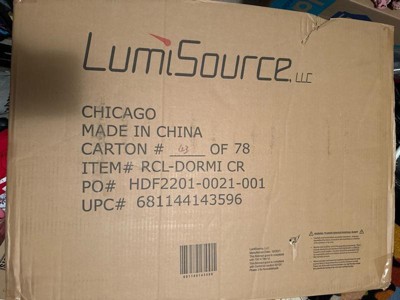 LumiSource, LLC
CHICAGO
MADE IN CHINA
CARTON # 63 OF 78
ITEM# RCL-DORMI CR
PO# HDF2201-0021-001
UPC# 681144143596